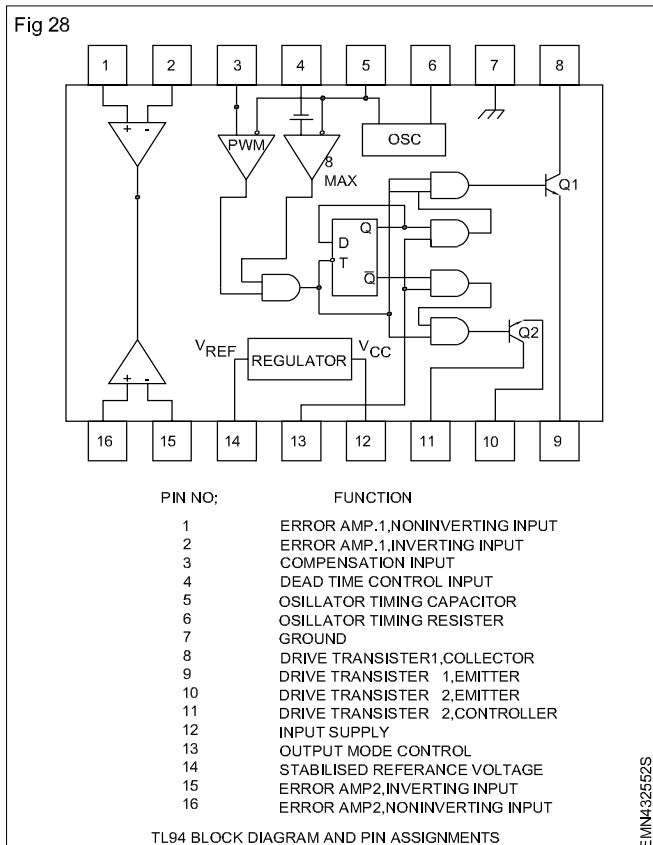 Fig 28
1 2 3 4 5 6 7 8
PWM
OSC
8
MAX
Q1
Q
D
T
Q̅
Q2
VREF
REGULATOR
VCC
+ -
+ -
16 15 14 13 12 11 10 9
PIN NO; FUNCTION
1 ERROR AMP.1,NONINVERTING INPUT
2 ERROR AMP.1,INVERTING INPUT
3 COMPENSATION INPUT
4 DEAD TIME CONTROL INPUT
5 OSILLATOR TIMING CAPACITOR
6 OSILLATOR TIMING RESISTER
7 GROUND
8 DRIVE TRANSISTER1,COLLECTOR
9 DRIVE TRANSISTER 1,EMITTER
10 DRIVE TRANSISTER 2,EMITTER
11 DRIVE TRANSISTER 2,CONTROLLER
12 INPUT SUPPLY
13 OUTPUT MODE CONTROL
14 STABILISED REFERANCE VOLTAGE
15 ERROR AMP2,INVERTING INPUT
16 ERROR AMP2,NONINVERTING INPUT
TL94 BLOCK DIAGRAM AND PIN ASSIGNMENTS
EMN432552S